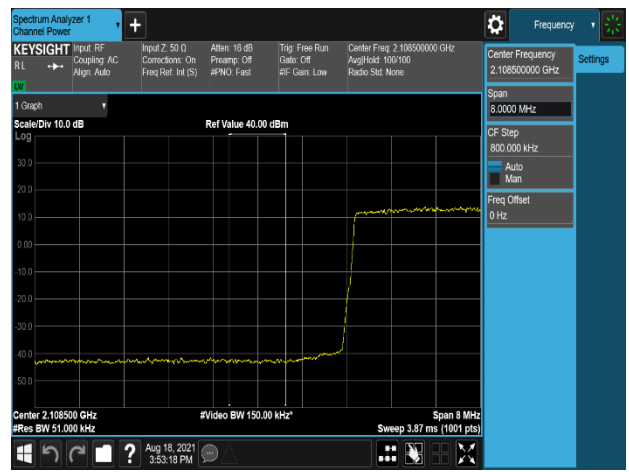 Spectrum Analyzer 1
Channel Power
Frequency
KEYSIGHT
RL
Align: Auto
LW
Input: RF
Coupling: AC
Input Z: 50 Ω
Corrections: On
Freq Ref: Int (S)
Atten: 16 dB
Preamp: Off
#PNO: Fast
Trig: Free Run
Gate: Off
#IF Gain: Low
Center Freq: 2.108500000 GHz
Avg|Hold: 100/100
Radio Std: None
Center Frequency
2.108500000 GHz
Settings
Span
8.0000 MHz
CF Step
800.000 kHz
Auto
Man
Freq Offset
0 Hz
1 Graph
Scale/Div 10.0 dB
Ref Value 40.00 dBm
Log
30.0
20.0
10.0
0.00
-10.0
-20.0
-30.0
-40.0
-50.0
Center 2.108500 GHz
#Video BW 150.00 kHz*
Span 8 MHz
#Res BW 51.000 kHz
Sweep 3.87 ms (1001 pts)
?
Aug 18, 2021
3:53:18 PM